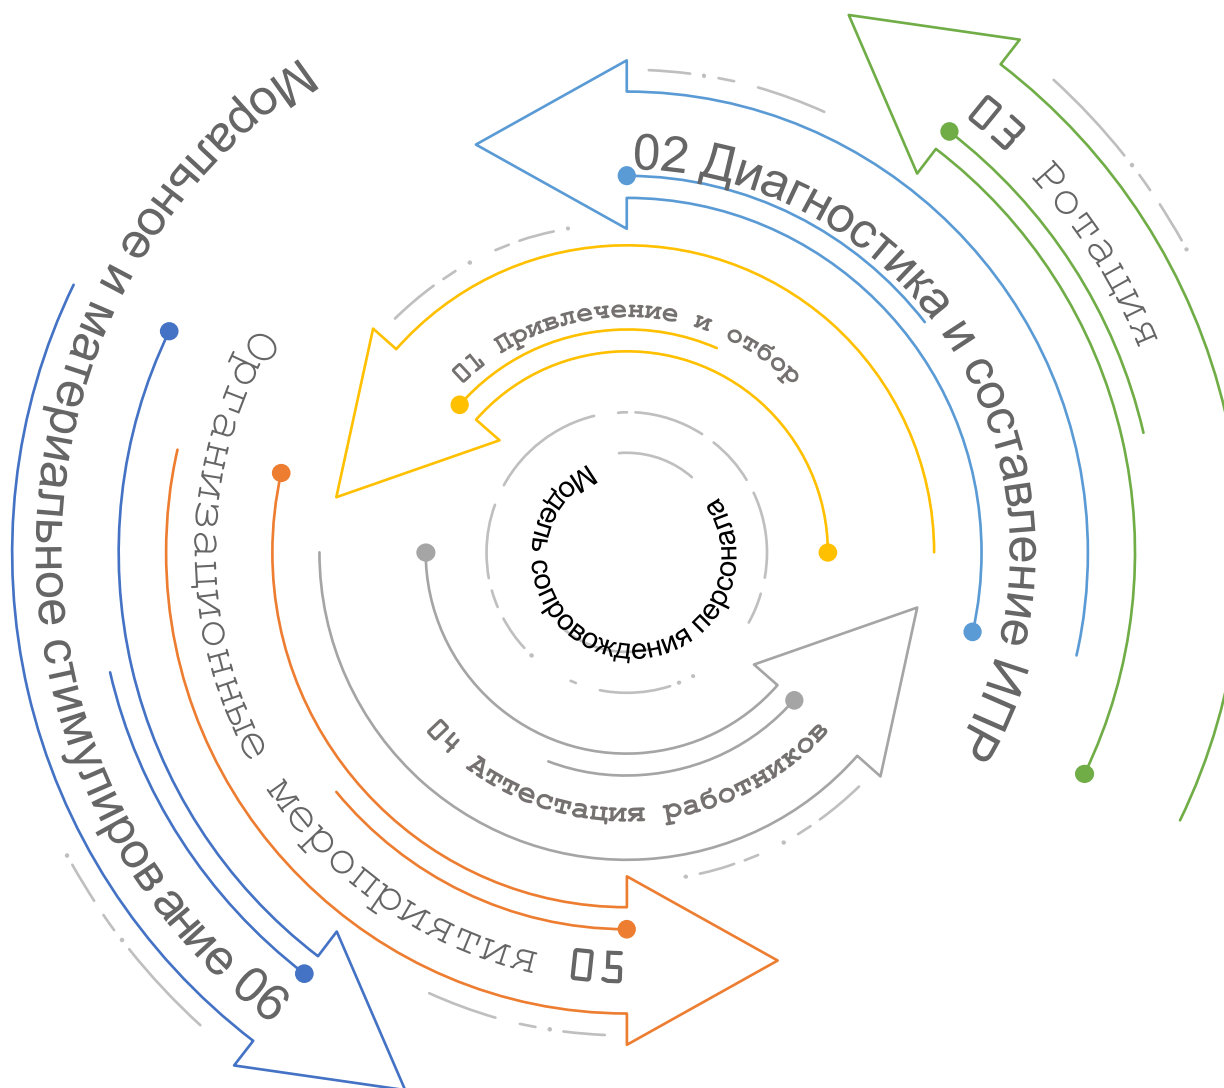 Модель сопровождения персонала
01 Привлечение и отбор
02 Диагностика и составление ИПР
03 Ротация
04 Аттестация работников
Организационные мероприятия 05
Моральное и материальное стимулиров ание 06